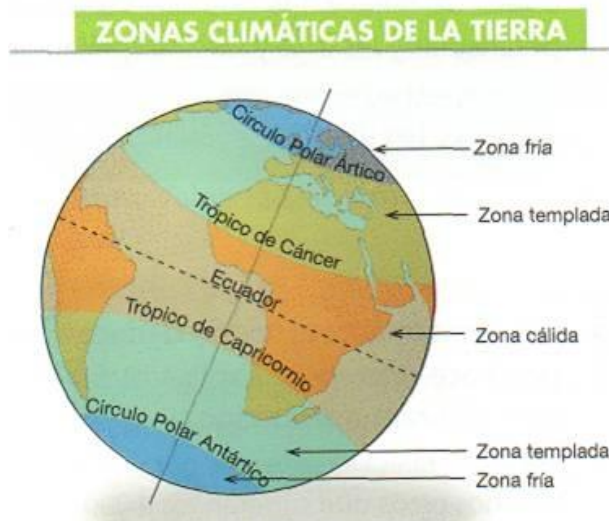 ZONAS CLIMÁTICAS DE LA TIERRA
Círculo Polar Ártico
Zona fría
Zona templada
Trópico de Cáncer
Ecuador
Trópico de Capricornio
Zona cálida
Círculo Polar Antártico
Zona templada
Zona fría